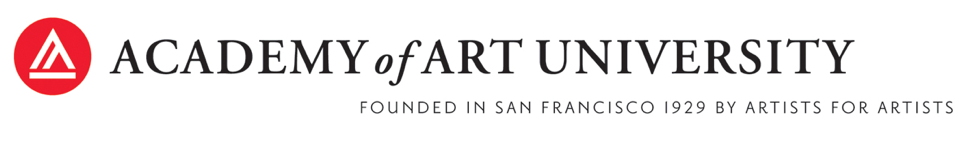 ACADEMY of ART UNIVERSITY
FOUNDED IN SAN FRANCISCO 1929 BY ARTISTS FOR ARTISTS